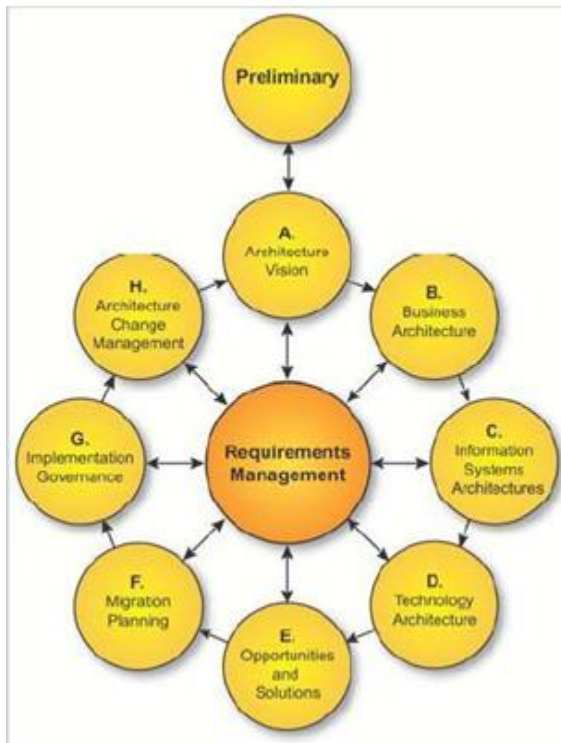 Preliminary
A.
Architecture
Vision
B.
Business
Architecture
C.
Information
Systems
Architectures
D.
Technology
Architecture
E.
Opportunities
and
Solutions
F.
Migration
Planning
G.
Implementation
Governance
H.
Architecture
Change
Management
Requirements
Management